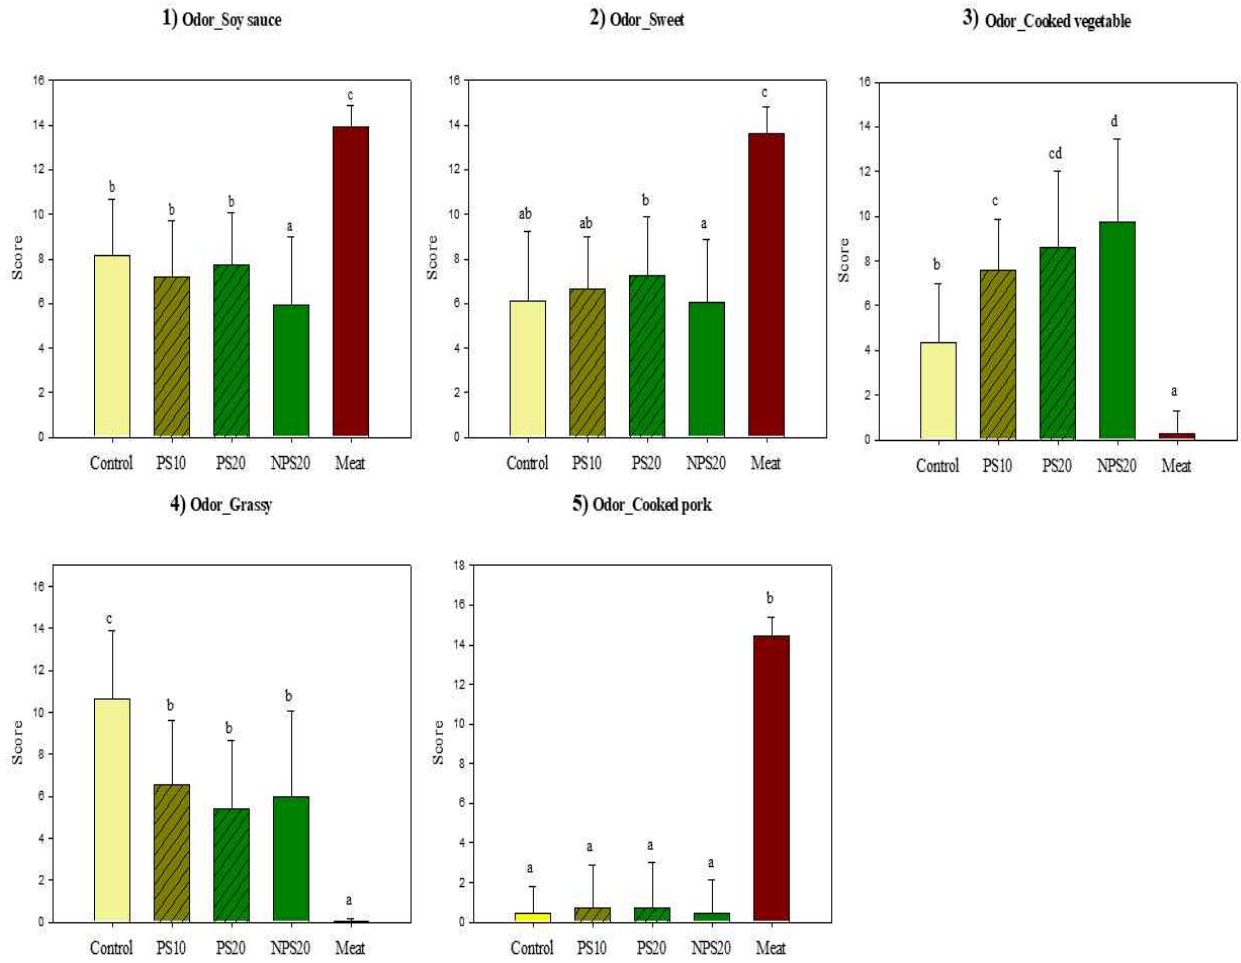 1) Odor_Soy sauce
16
14
12
10
8
6
4
2
0
Score
b
b
b
a
c
Control PS10 PS20 NPS20 Meat
2) Odor_Sweet
16
14
12
10
8
6
4
2
0
Score
ab
ab
b
a
c
Control PS10 PS20 NPS20 Meat
3) Odor_Cooked vegetable
16
14
12
10
8
6
4
2
0
Score
b
c
cd
d
a
Control PS10 PS20 NPS20 Meat
4) Odor_Grassy
16
14
12
10
8
6
4
2
0
Score
c
b
b
b
a
Control PS10 PS20 NPS20 Meat
5) Odor_Cooked pork
18
16
14
12
10
8
6
4
2
0
Score
a
a
a
a
b
Control PS10 PS20 NPS20 Meat